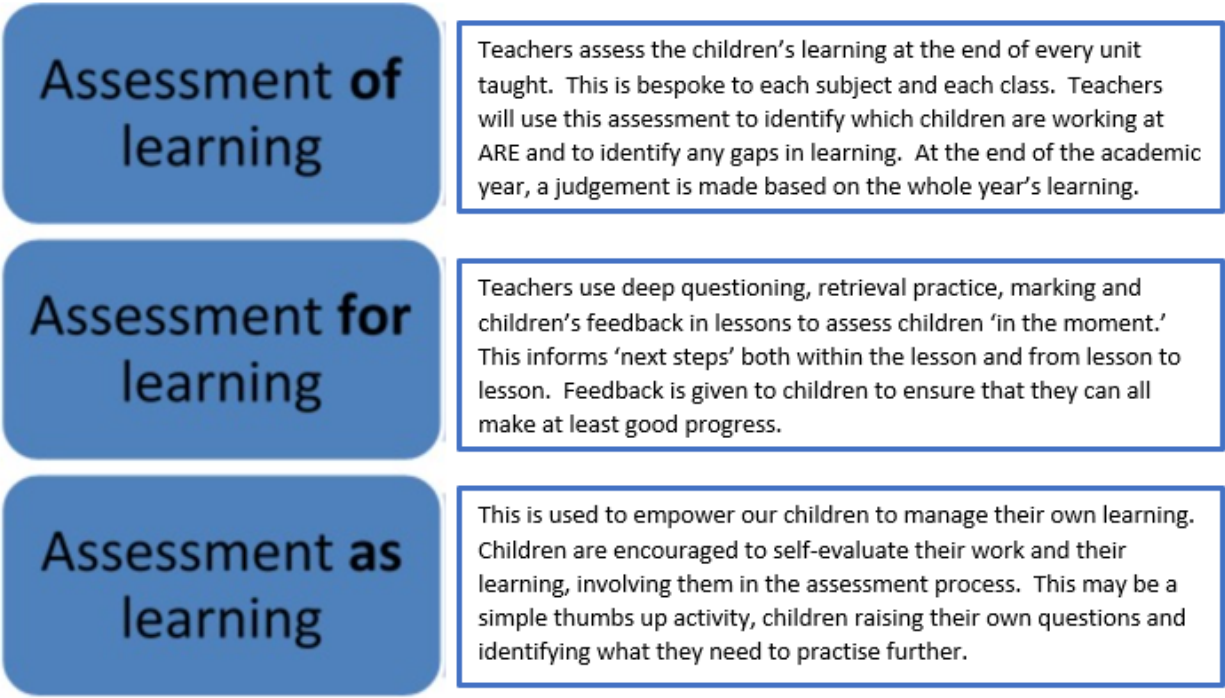 Assessment of
learning
Teachers assess the children’s learning at the end of every unit
taught.  This is bespoke to each subject and each class.  Teachers
will use this assessment to identify which children are working at
ARE and to identify any gaps in learning.  At the end of the academic
year, a judgement is made based on the whole year’s learning.
Assessment for
learning
Teachers use deep questioning, retrieval practice, marking and
children’s feedback in lessons to assess children ‘in the moment.’
This informs ‘next steps’ both within the lesson and from lesson to
lesson.  Feedback is given to children to ensure that they can all
make at least good progress.
Assessment as
learning
This is used to empower our children to manage their own learning.
Children are encouraged to self-evaluate their work and their
learning, involving them in the assessment process.  This may be a
simple thumbs up activity, children raising their own questions and
identifying what they need to practise further.